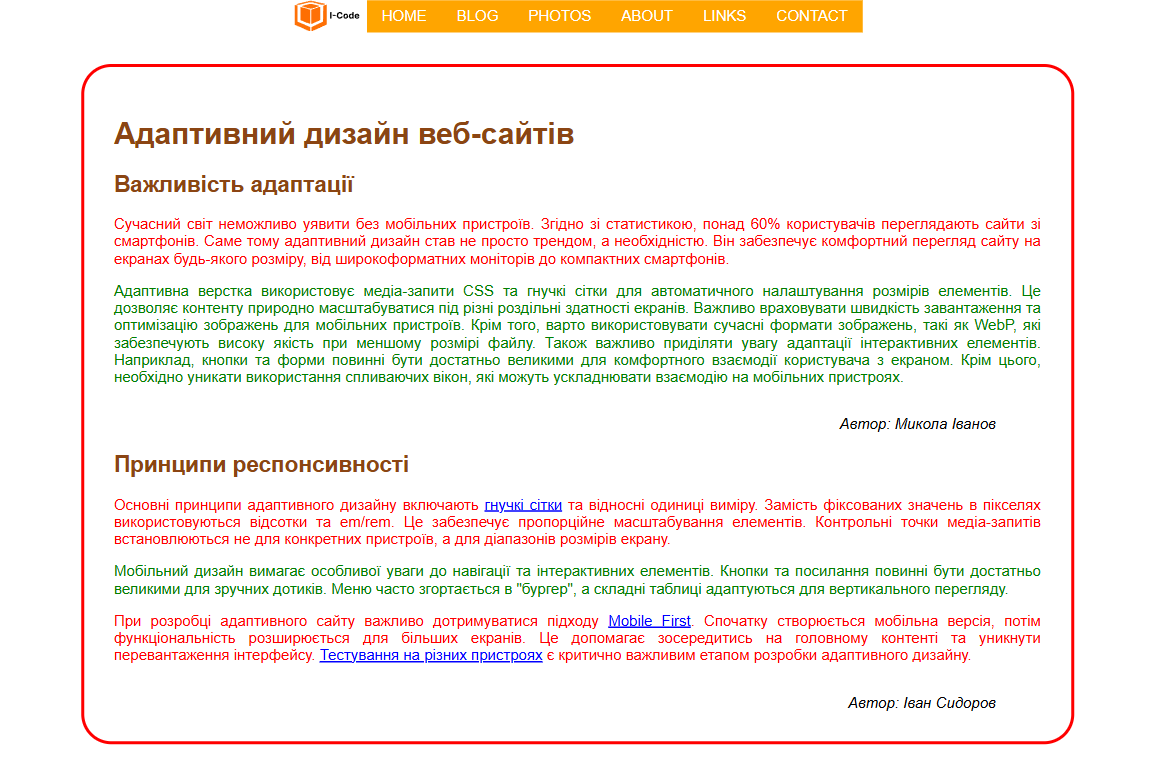 I-Code HOME BLOG PHOTOS ABOUT LINKS CONTACT
Адаптивний дизайн веб-сайтів
Важливість адаптації
Сучасний світ неможливо уявити без мобільних пристроїв. Згідно зі статистикою, понад 60% користувачів переглядають сайти зі
смартфонів. Саме тому адаптивний дизайн став не просто трендом, а необхідністю. Він забезпечує комфортний перегляд сайту на
екранах будь-якого розміру, від широкоформатних моніторів до компактних смартфонів.
Адаптивна верстка використовує медіа-запити CSS та гнучкі сітки для автоматичного налаштування розмірів елементів. Це
дозволяє контенту природно масштабуватися під різні роздільні здатності екранів. Важливо враховувати швидкість завантаження та
оптимізацію зображень для мобільних пристроїв. Крім того, варто використовувати сучасні формати зображень, такі як WebP, які
забезпечують високу якість при меншому розмірі файлу. Також важливо приділяти увагу адаптації інтерактивних елементів.
Наприклад, кнопки та форми повинні бути достатньо великими для комфортного взаємодії користувача з екраном. Крім цього,
необхідно уникати використання спливаючих вікон, які можуть ускладнювати взаємодію на мобільних пристроях.
Автор: Микола Іванов
Принципи респонсивності
Основні принципи адаптивного дизайну включають гнучкі сітки та відносні одиниці виміру. Замість фіксованих значень в пікселях
використовуються відсотки та em/rem. Це забезпечує пропорційне масштабування елементів. Контрольні точки медіа-запитів
встановлюються не для конкретних пристроїв, а для діапазонів розмірів екрану.
Мобільний дизайн вимагає особливої уваги до навігації та інтерактивних елементів. Кнопки та посилання повинні бути достатньо
великими для зручних дотиків. Меню часто згортається в "бургер", а складні таблиці адаптуються для вертикального перегляду.
При розробці адаптивного сайту важливо дотримуватися підходу Mobile First. Спочатку створюється мобільна версія, потім
функціональність розширюється для більших екранів. Це допомагає зосередитись на головному контенті та уникнути
перевантаження інтерфейсу. Тестування на різних пристроях є критично важливим етапом розробки адаптивного дизайну.
Автор: Іван Сидоров